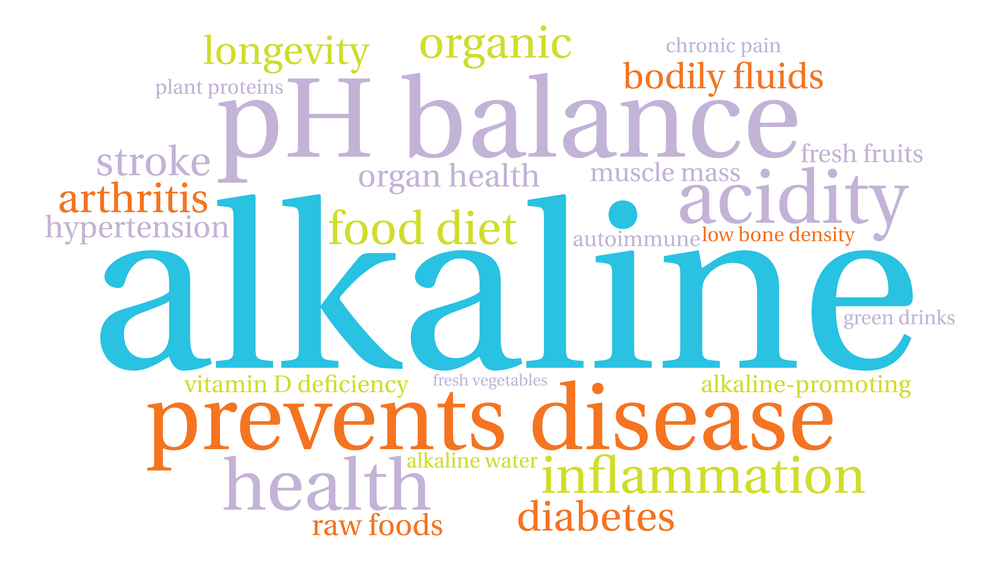 longevity
organic
chronic pain
bodily fluids
plant proteins
pH balance
fresh fruits
stroke
organ health
muscle mass
arthritis
acidity
hypertension
food diet
autoimmune
low bone density
alkaline
green drinks
vitamin D deficiency
fresh vegetables
alkaline-promoting
prevents disease
alkaline water
health
inflammation
raw foods
diabetes